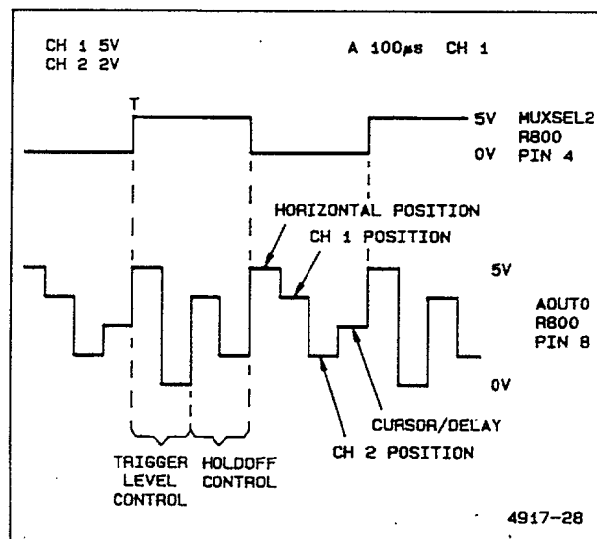 CH 1 5V
CH 2 2V
A 100µs CH 1
T
5V
0V
MUXSEL2
R800
PIN 4
HORIZONTAL POSITION
CH 1 POSITION
5V
0V
AOUT0
R800
PIN 8
CURSOR/DELAY
CH 2 POSITION
TRIGGER
LEVEL
CONTROL
HOLDOFF
CONTROL
4917-28